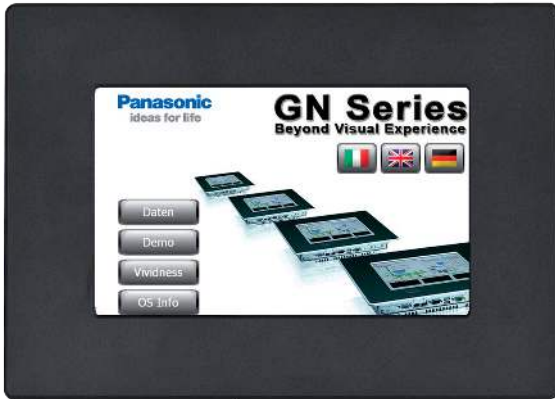 Panasonic
ideas for life
GN Series
Beyond Visual Experience
Daten
Demo
Vividness
OS Info